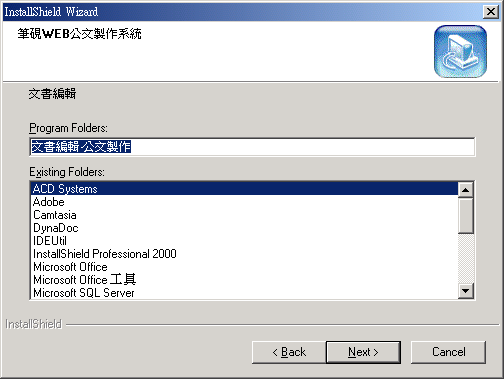 InstallShield Wizard
筆硯WEB公文製作系統
文書編輯
Program Folders:
文書編輯-公文製作
Existing Folders:
ACD Systems
Adobe
Camtasia
DynaDoc
IDEUtil
InstallShield Professional 2000
Microsoft Office
Microsoft Office 工具
Microsoft SQL Server
InstallShield
< Back
Next >
Cancel